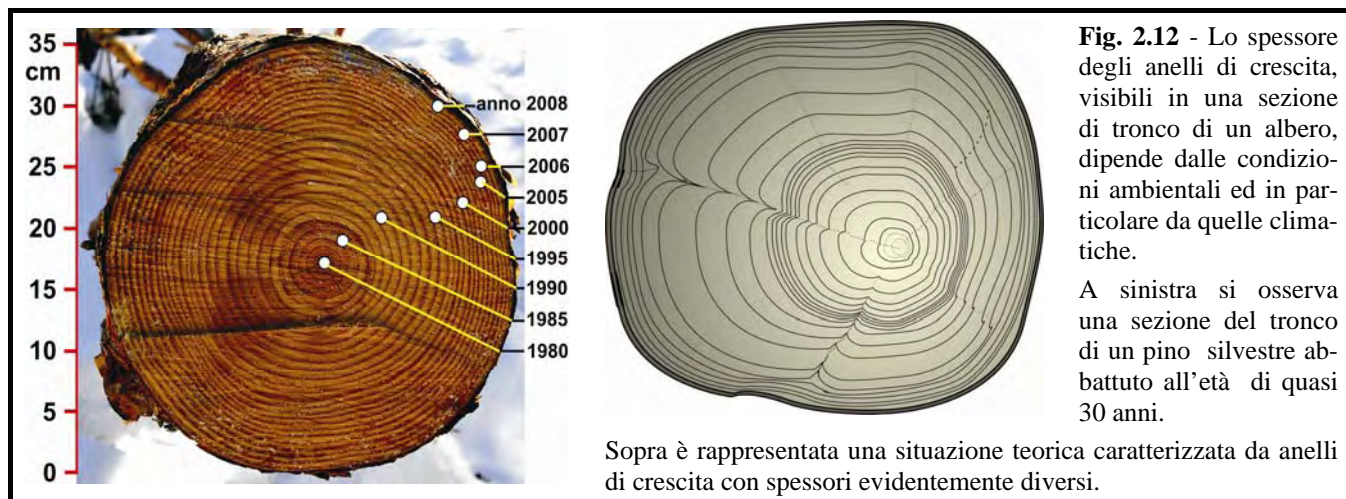 35
cm
30
25
20
15
10
5
0
anno 2008
2007
2006
2005
2000
1995
1990
1985
1980
Fig. 2.12 - Lo spessore
degli anelli di crescita,
visibili in una sezione
di tronco di un albero,
dipende dalle condizio-
ni ambientali ed in par-
ticolare da quelle clima-
tiche.
A sinistra si osserva
una sezione del tronco
di un pino silvestre ab-
battuto all'età di quasi
30 anni.
Sopra è rappresentata una situazione teorica caratterizzata da anelli
di crescita con spessori evidentemente diversi.